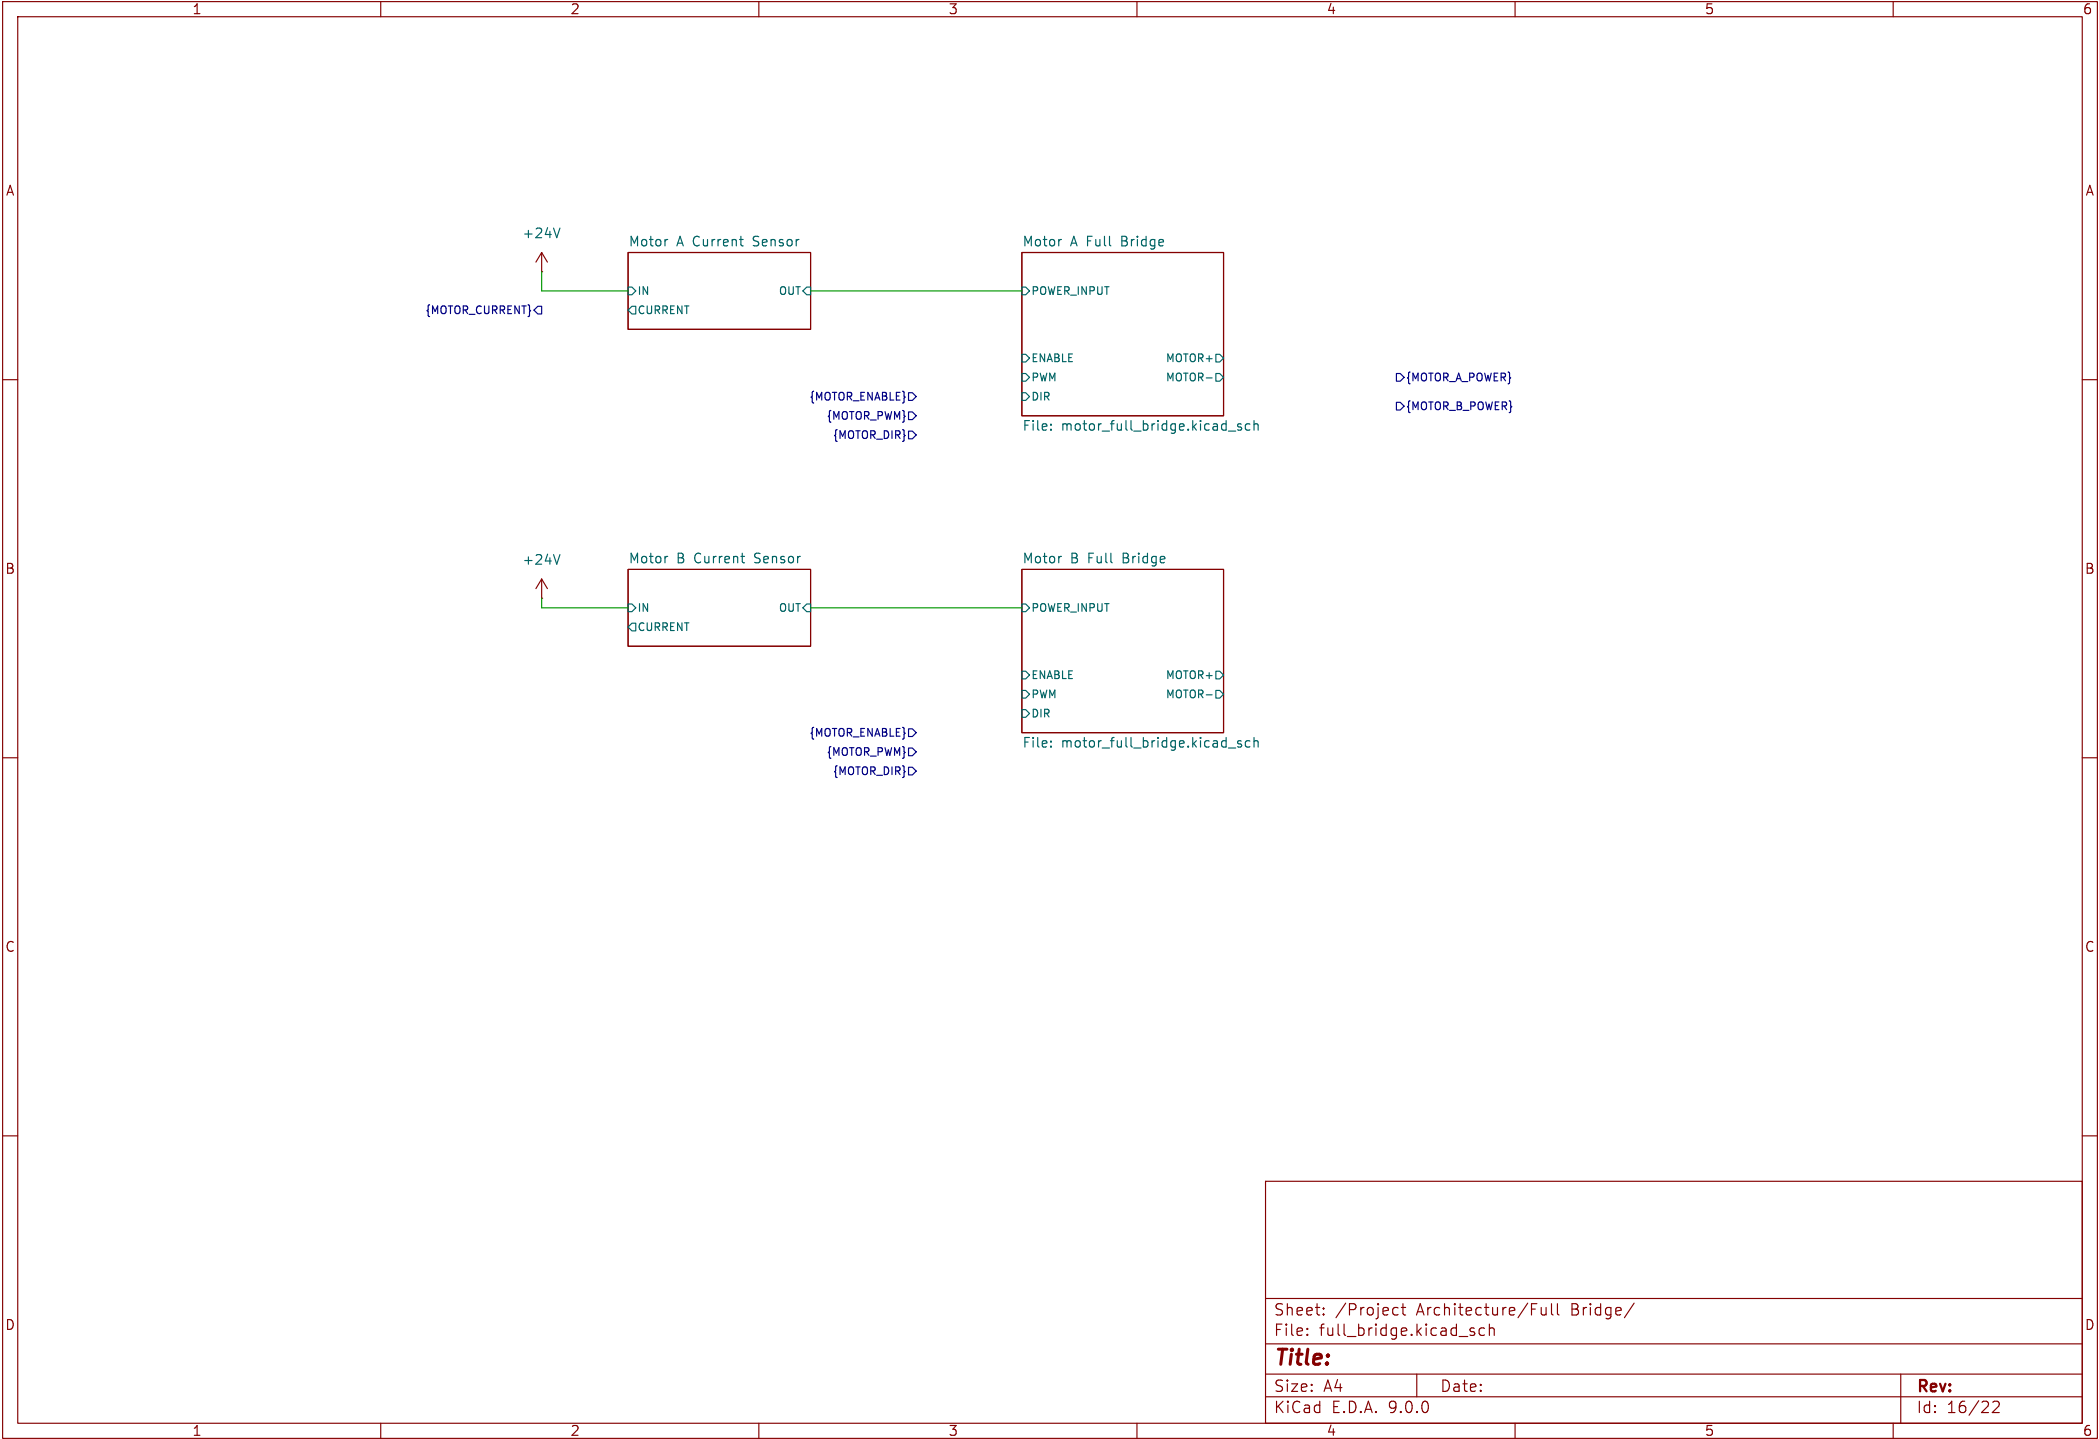 1 2 3 4 5 6
A A
+24V
Motor A Current Sensor
Motor A Full Bridge
IN OUT
POWER_INPUT
{MOTOR_CURRENT}
CURRENT
ENABLE MOTOR+
PWM MOTOR-
{MOTOR_A_POWER}
{MOTOR_ENABLE}
DIR
{MOTOR_B_POWER}
{MOTOR_PWM}
File: motor_full_bridge.kicad_sch
{MOTOR_DIR}
+24V
Motor B Current Sensor
Motor B Full Bridge
B B
IN OUT
POWER_INPUT
CURRENT
ENABLE MOTOR+
PWM MOTOR-
DIR
{MOTOR_ENABLE}
File: motor_full_bridge.kicad_sch
{MOTOR_PWM}
{MOTOR_DIR}
C C
Sheet: /Project Architecture/Full Bridge/
D D
File: full_bridge.kicad_sch
Title:
Size: A4 Date: Rev:
KiCad E.D.A. 9.0.0 Id: 16/22
1 2 3 4 5 6